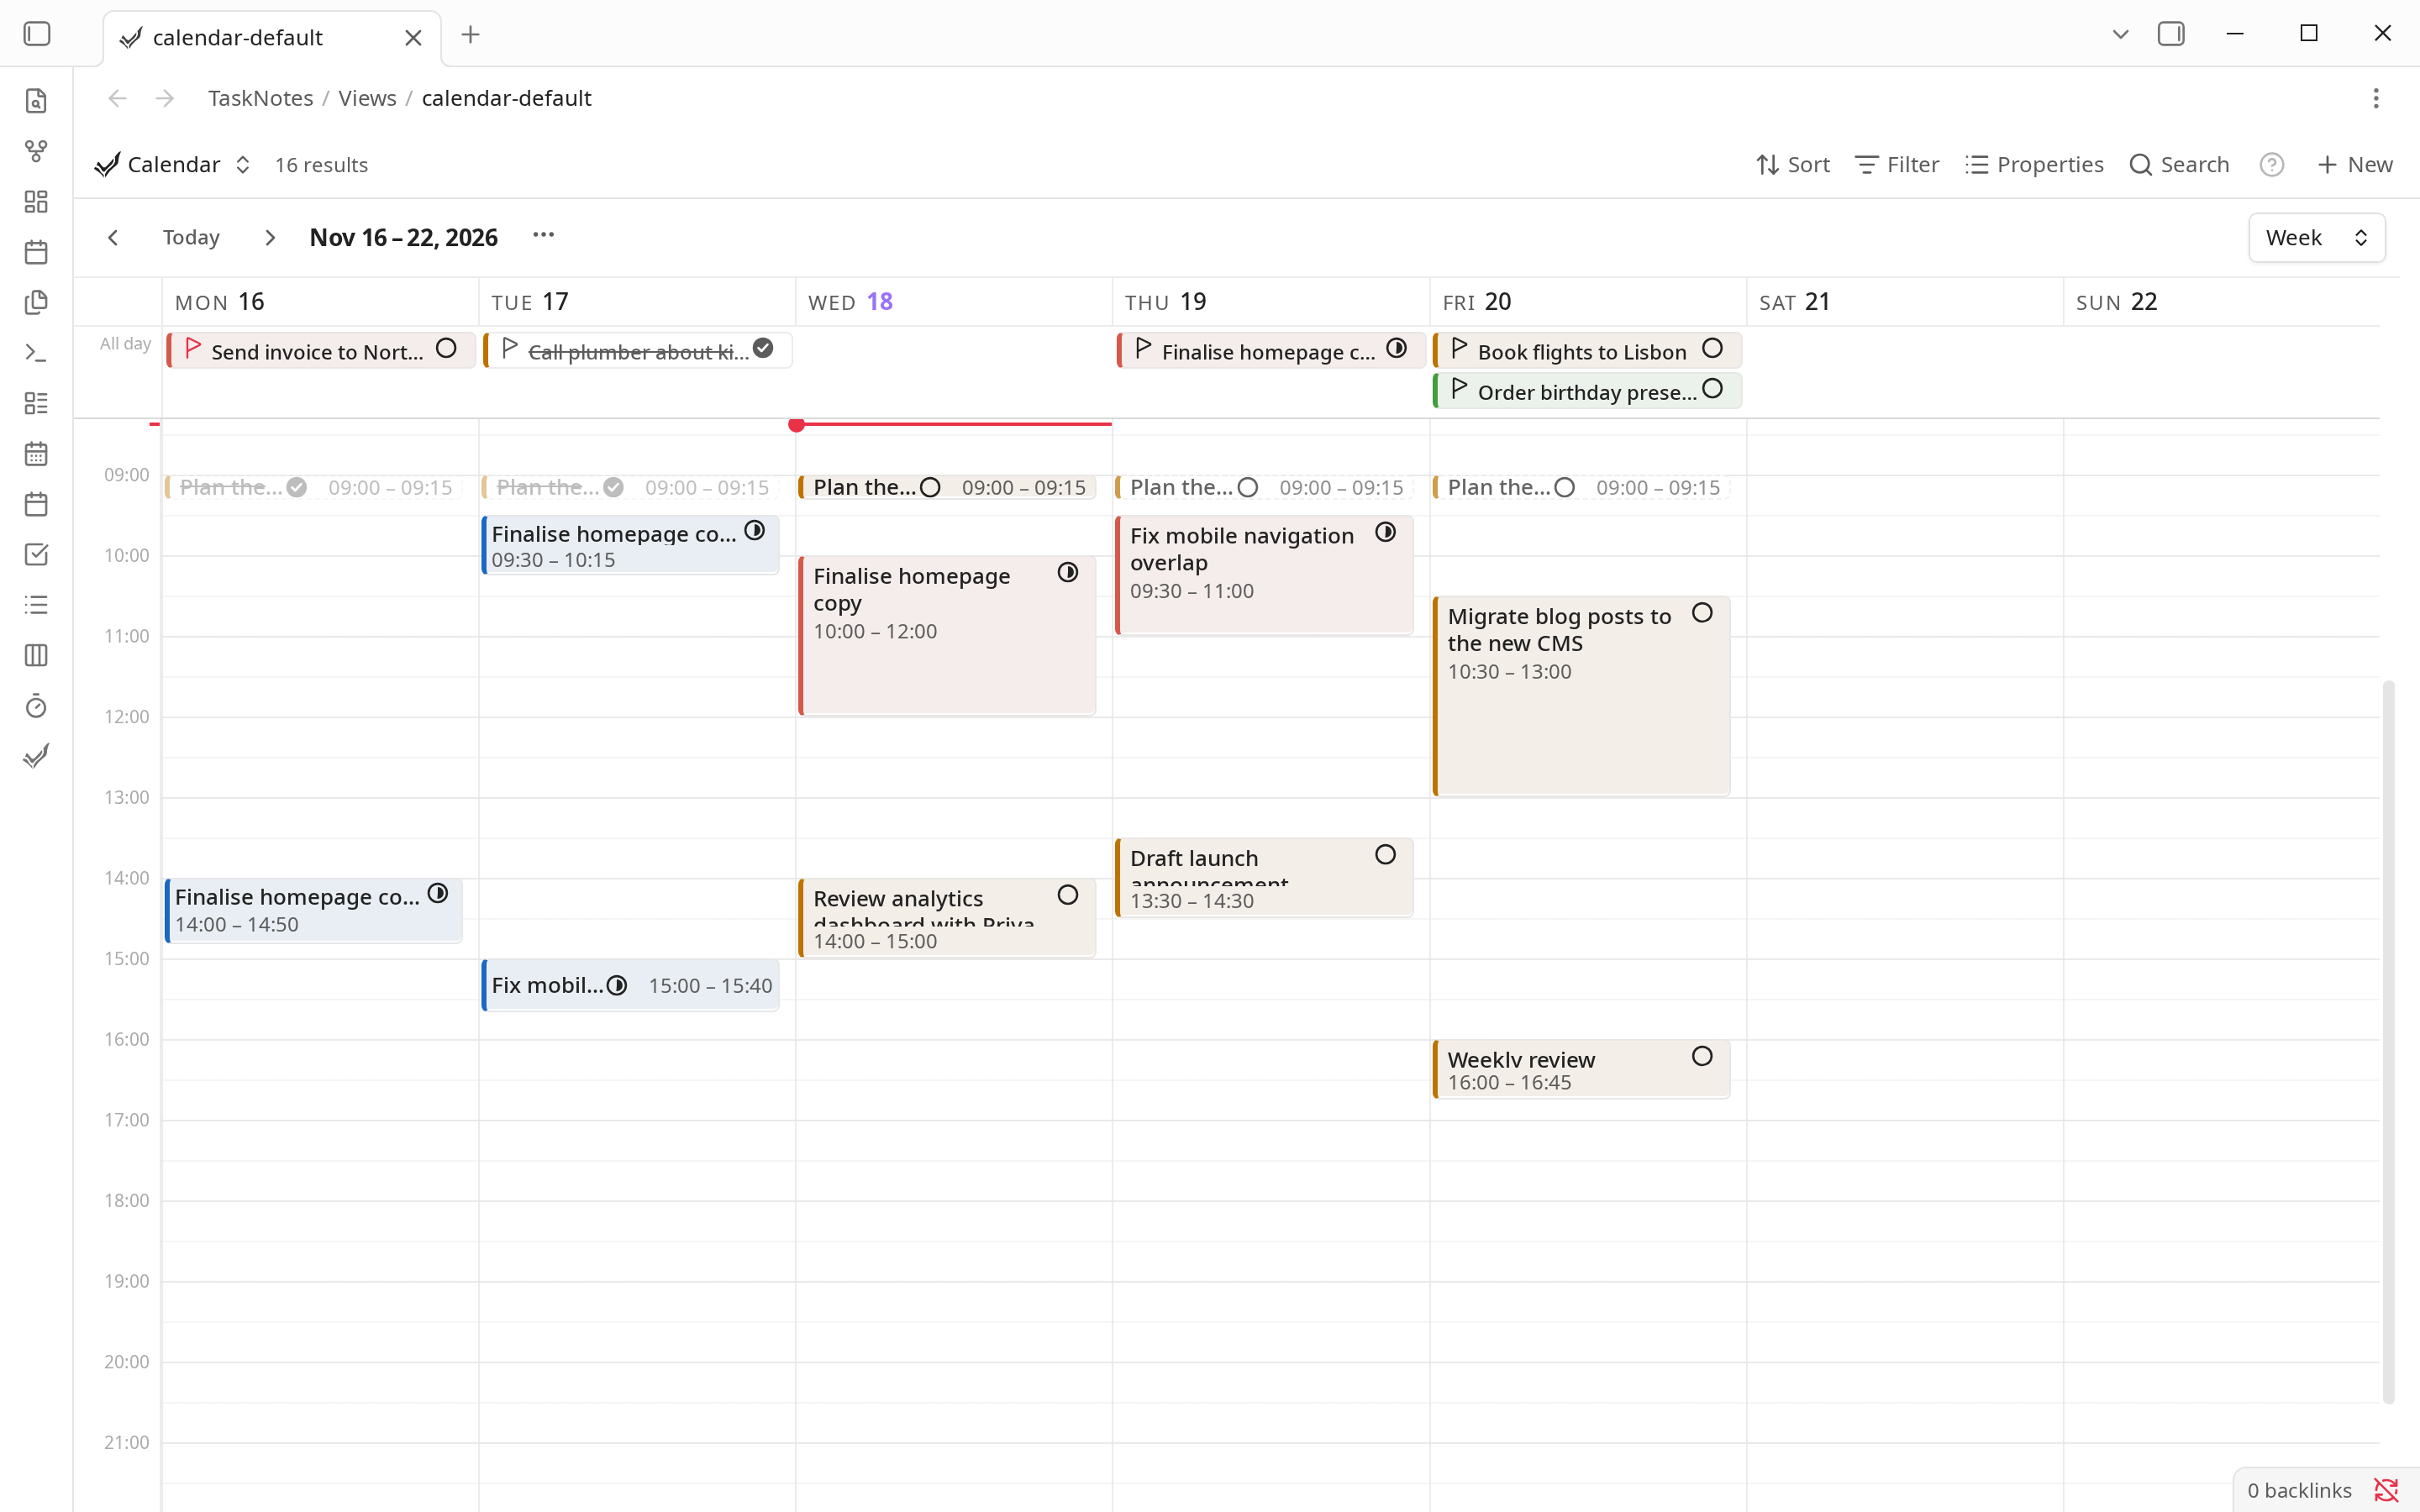 calendar-default
TaskNotes / Views / calendar-default
Calendar 16 results Sort Filter Properties Search New
Today Nov 16 – 22, 2026 Week
MON 16 TUE 17 WED 18 THU 19 FRI 20 SAT 21 SUN 22
All day
Send invoice to Nort...
Call plumber about ki...
Finalise homepage c...
Book flights to Lisbon
Order birthday prese...
09:00
10:00
11:00
12:00
13:00
14:00
15:00
16:00
17:00
18:00
19:00
20:00
21:00
Plan the... 09:00 – 09:15
Finalise homepage co...
14:00 – 14:50
Plan the... 09:00 – 09:15
Finalise homepage co...
09:30 – 10:15
Fix mobil... 15:00 – 15:40
Plan the... 09:00 – 09:15
Finalise homepage
copy
10:00 – 12:00
Review analytics
dashboard with Priya
14:00 – 15:00
Plan the... 09:00 – 09:15
Fix mobile navigation
overlap
09:30 – 11:00
Draft launch
announcement
13:30 – 14:30
Plan the... 09:00 – 09:15
Migrate blog posts to
the new CMS
10:30 – 13:00
Weekly review
16:00 – 16:45
0 backlinks